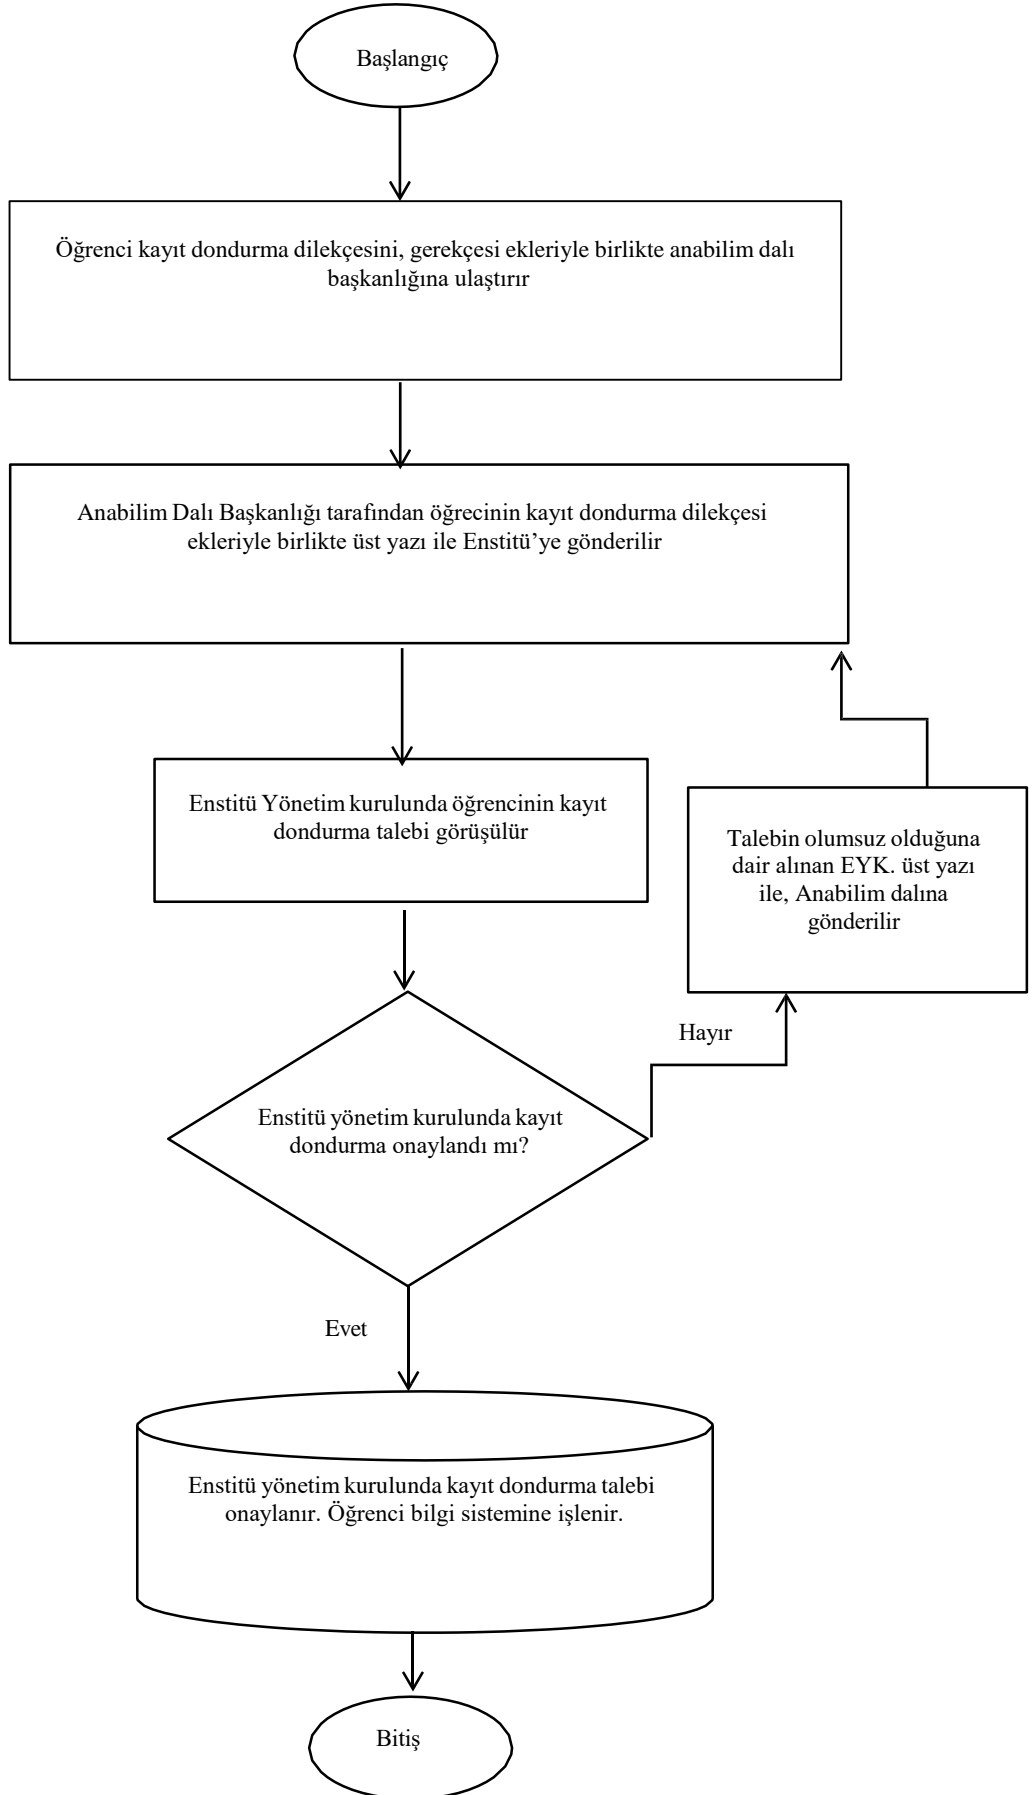 Başlangıç
Öğrenci kayıt dondurma dilekçesini, gerekçesi ekleriyle birlikte anabilim dalı
başkanlığına ulaştırır
Anabilim Dalı Başkanlığı tarafından öğrecinin kayıt dondurma dilekçesi
ekleriyle birlikte üst yazı ile Enstitü’ye gönderilir
Enstitü Yönetim kurulunda öğrencinin kayıt
dondurma talebi görüşülür
Talebin olumsuz olduğuna
dair alınan EYK. üst yazı
ile, Anabilim dalına
gönderilir
Hayır
Enstitü yönetim kurulunda kayıt
dondurma onaylandı mı?
Evet
Enstitü yönetim kurulunda kayıt dondurma talebi
onaylanır. Öğrenci bilgi sistemine işlenir.
Bitiş